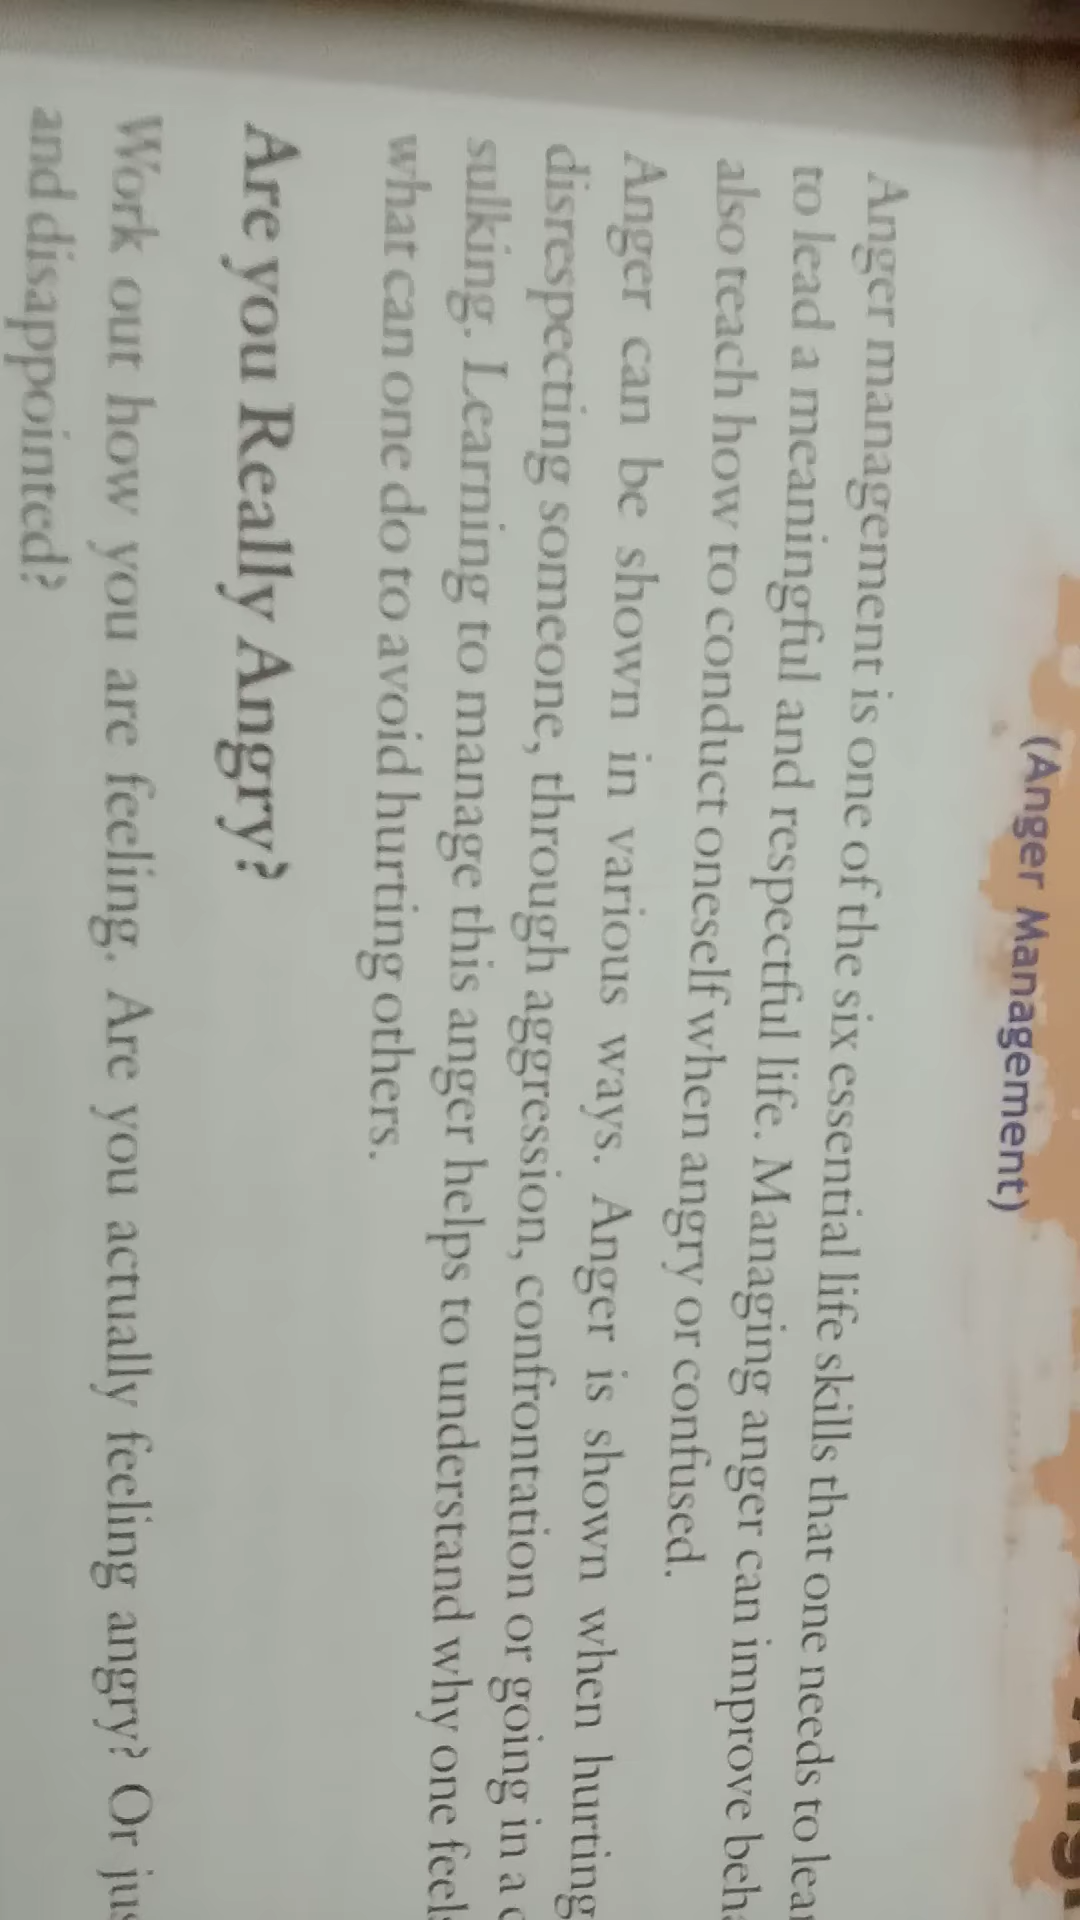 (Anger Management)
Anger management is one of the six essential life skills that one needs to
to lead a meaningful and respectful life. Managing anger can improve
also teach how to conduct oneself when angry or confused.
Anger can be shown in various ways. Anger is shown when hurting
disrespecting someone, through aggression, confrontation or going in a
sulking. Learning to manage this anger helps to understand why one
what can one do to avoid hurting others.
Are you Really Angry?
Work out how you are feeling. Are you actually feeling angry? Or
and disappointed?